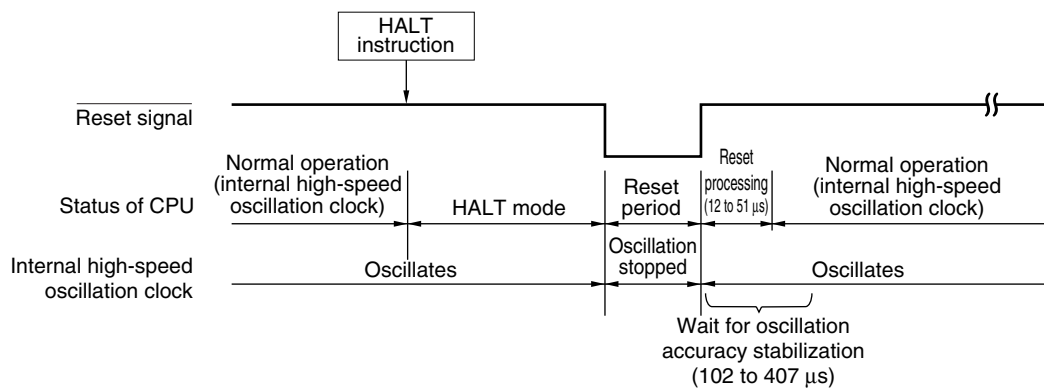 HALT
instruction
Reset signal
Normal operation
(internal high-speed
oscillation clock)
Status of CPU
HALT mode
Reset
period
Reset
processing
(12 to 51 μs)
Normal operation
(internal high-speed
oscillation clock)
Internal high-speed
oscillation clock
Oscillates
Oscillation
stopped
Oscillates
Wait for oscillation
accuracy stabilization
(102 to 407 μs)